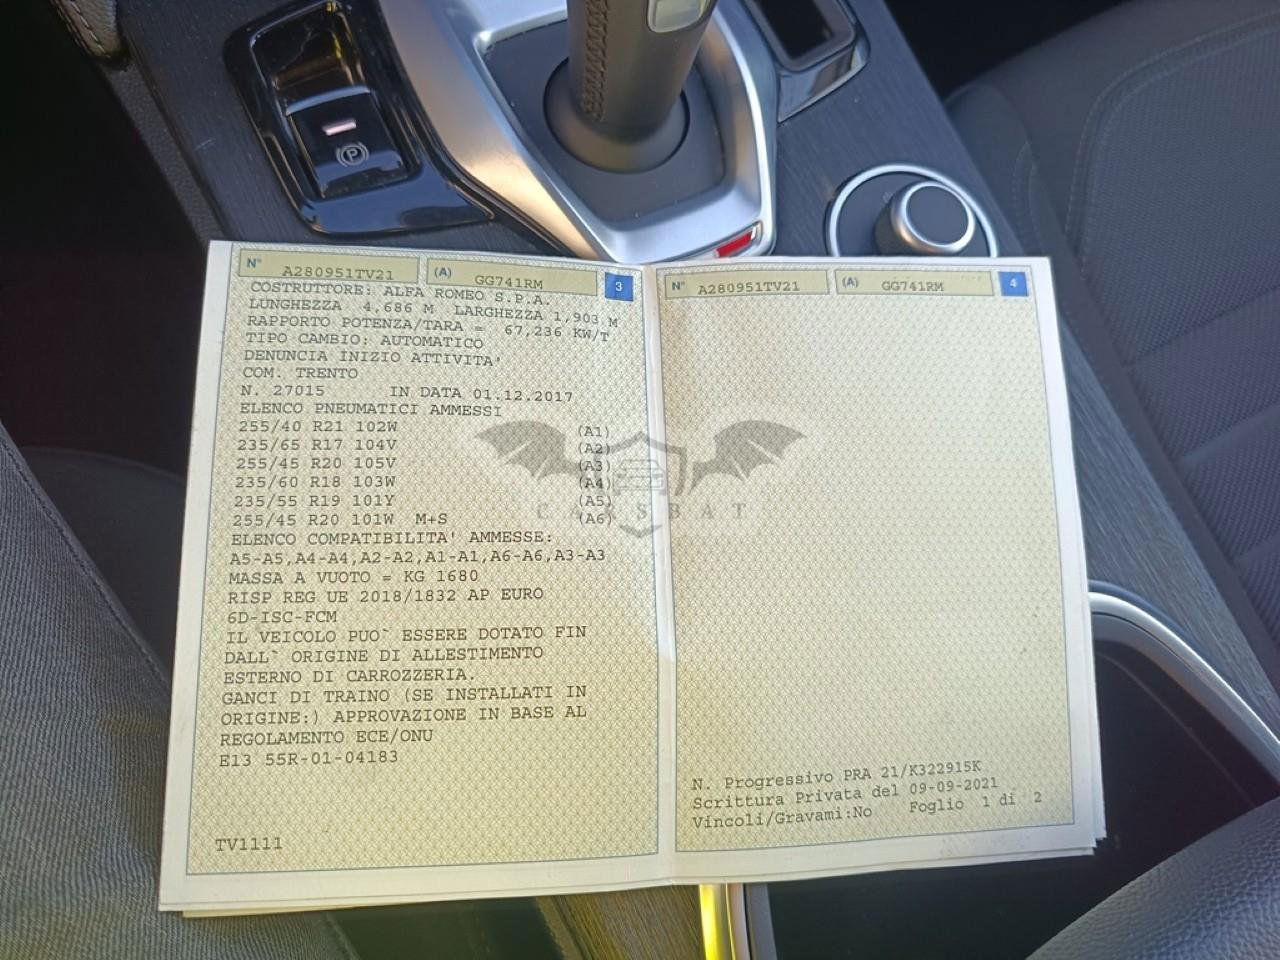 N° A280951TV21 (A) GG741RM 3
COSTRUTTORE: ALFA ROMEO S.P.A.
LUNGHEZZA 4,686 M LARGHEZZA 1,903 M
RAPPORTO POTENZA/TARA = 67,236 KW/T
TIPO CAMBIO: AUTOMATICO
DENUNCIA INIZIO ATTIVITA'
COM. TRENTO
N. 27015 IN DATA 01.12.2017
ELENCO PNEUMATICI AMMESSI
255/40 R21 102W (A1)
235/65 R17 104V (A2)
255/45 R20 105V (A3)
235/60 R18 103W (A4)
235/55 R19 101Y (A5)
255/45 R20 101W M+S (A6)
ELENCO COMPATIBILITA' AMMESSE:
A5-A5,A4-A4,A2-A2,A1-A1,A6-A6,A3-A3
MASSA A VUOTO = KG 1680
RISP REG UE 2018/1832 AP EURO
6D-ISC-FCM
IL VEICOLO PUO` ESSERE DOTATO FIN
DALL` ORIGINE DI ALLESTIMENTO
ESTERNO DI CARROZZERIA.
GANCI DI TRAINO (SE INSTALLATI IN
ORIGINE:) APPROVAZIONE IN BASE AL
REGOLAMENTO ECE/ONU
E13 55R-01-04183
TV1111
N° A280951TV21 (A) GG741RM 4
N. Progressivo PRA 21/K322915K
Scrittura Privata del 09-09-2021
Vincoli/Gravami:No Foglio 1 di 2
CARSBAT
P